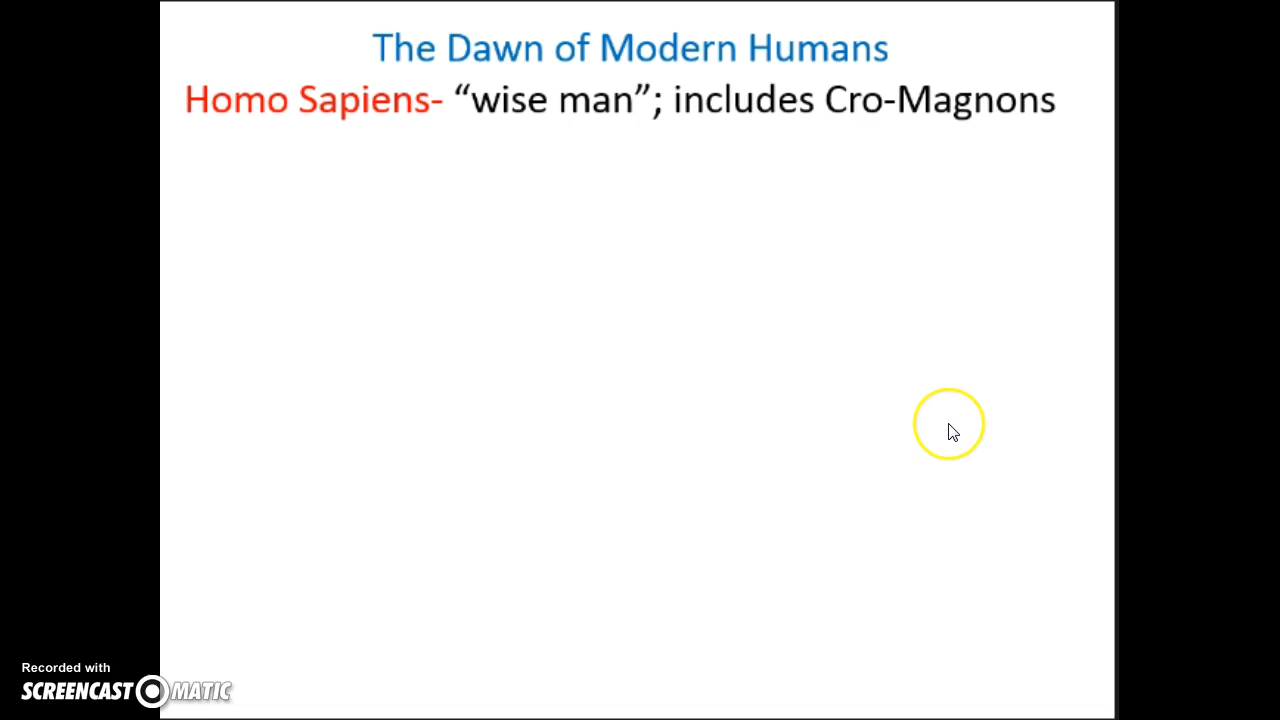 The Dawn of Modern Humans
Homo Sapiens- “wise man”; includes Cro-Magnons
Recorded with
SCREENCAST MATIC